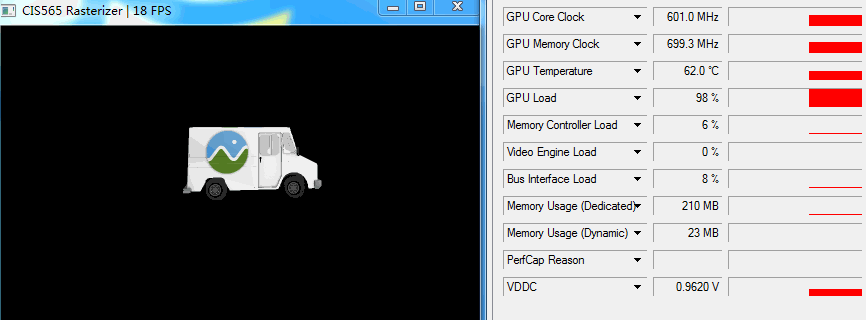 CIS565 Rasterizer | 18 FPS
GPU Core Clock 601.0 MHz
GPU Memory Clock 699.3 MHz
GPU Temperature 62.0 °C
GPU Load 98 %
Memory Controller Load 6 %
Video Engine Load 0 %
Bus Interface Load 8 %
Memory Usage (Dedicated) 210 MB
Memory Usage (Dynamic) 23 MB
PerfCap Reason
VDDC 0.9620 V